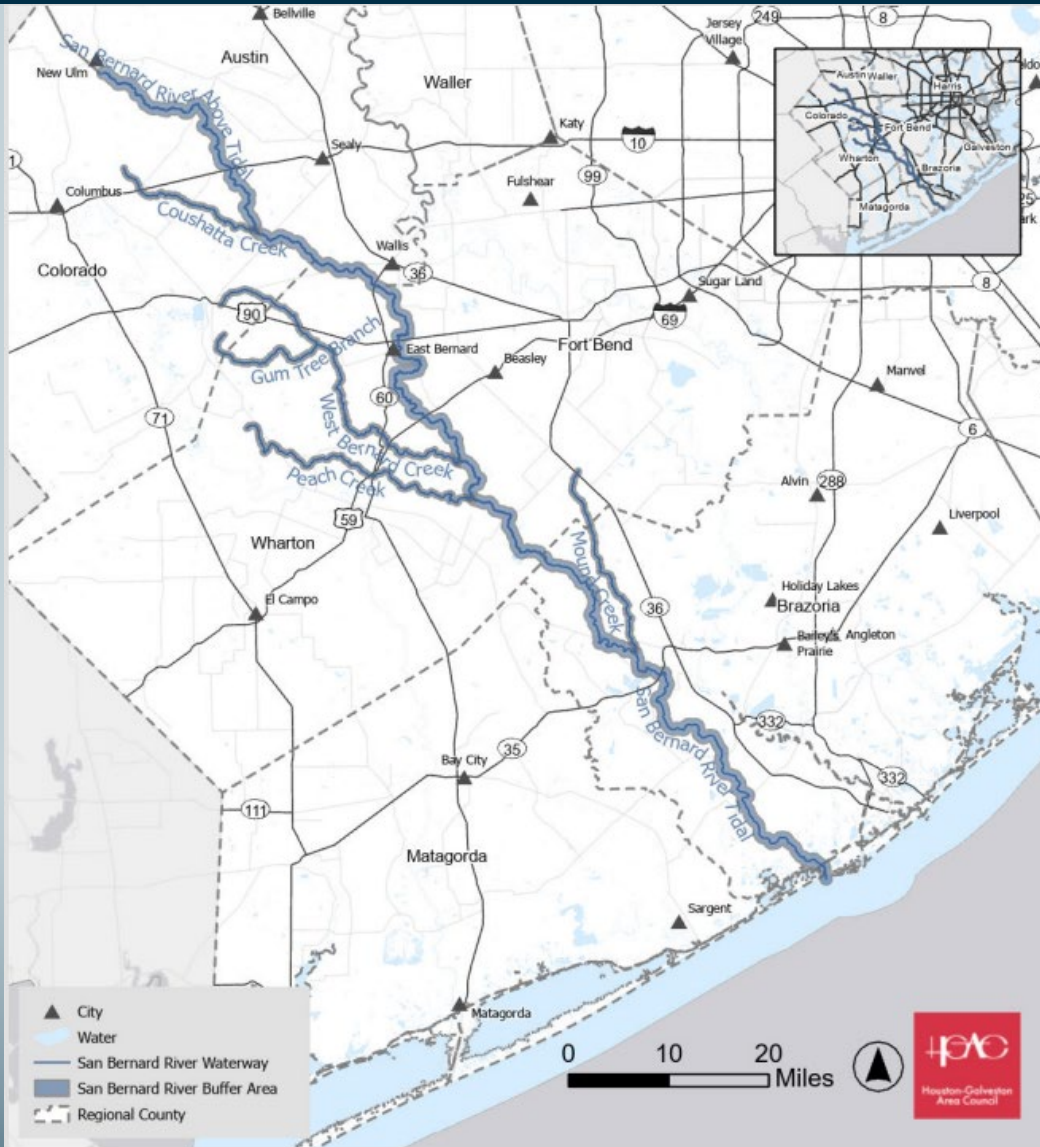 Bellville
249
8
Jersey
Village
Austin
San Bernard River Above Tidal
New Ulm
Waller
Austin
Waller
Harris
Colorado
Fort Bend
Galveston
Wharton
Brazoria
Matagorda
Katy
10
Sealy
99
Fulshear
Columbus
Coushatta Creek
Colorado
Wallis
36
Sugar Land
8
90
69
Gum Tree Branch
East Bernard
Fort Bend
Beasley
Manvel
60
71
West Bernard Creek
6
Peach Creek
Alvin
288
59
Liverpool
Wharton
Mound Creek
El Campo
Holiday Lakes
36
Brazoria
Bailey's
Prairie
Angleton
San Bernard River Tidal
332
35
Bay City
332
111
Matagorda
Sargent
Matagorda
City
Water
San Bernard River Waterway
San Bernard River Buffer Area
Regional County
0 10 20
Miles
Houston-Galveston
Area Council